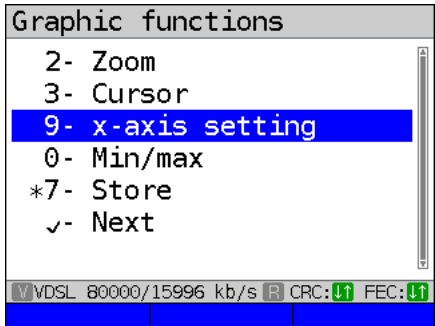 Graphic functions
2- Zoom
3- Cursor
9- x-axis setting
0- Min/max
*7- Store
✓- Next
V VDSL 80000/15996 kb/s R CRC:↓↑ FEC:↓↑